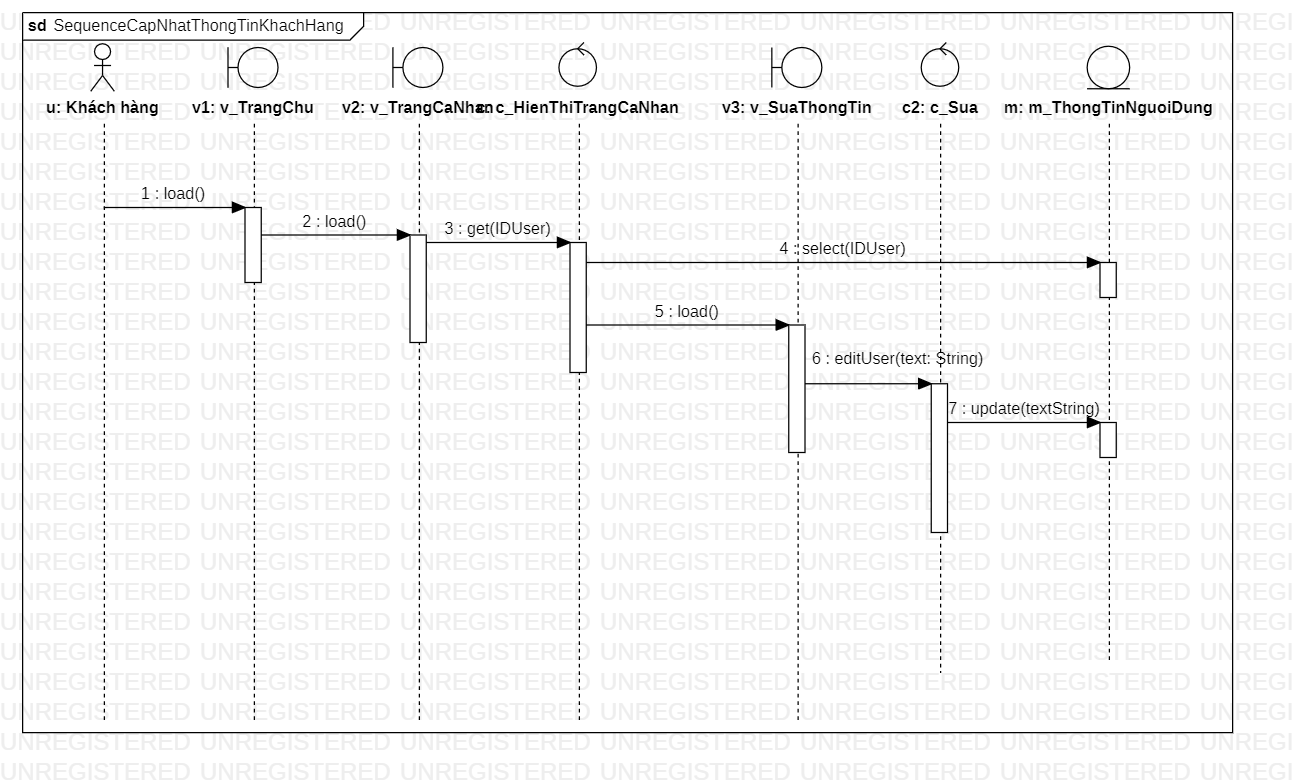 sd SequenceCapNhatThongTinKhachHang
u: Khách hàng
v1: v_TrangChu
v2: v_TrangCaNhan
c: c_HienThiTrangCaNhan
v3: v_SuaThongTin
c2: c_Sua
m: m_ThongTinNguoiDung
1 : load()
2 : load()
3 : get(IDUser)
4 : select(IDUser)
5 : load()
6 : editUser(text: String)
7 : update(textString)
UNREGISTERED